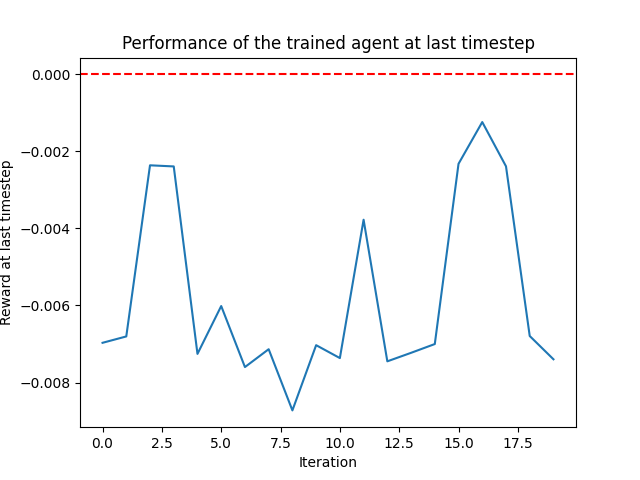 Performance of the trained agent at last timestep
0.000
−0.002
−0.004
−0.006
−0.008
Reward at last timestep
0.0 2.5 5.0 7.5 10.0 12.5 15.0 17.5
Iteration